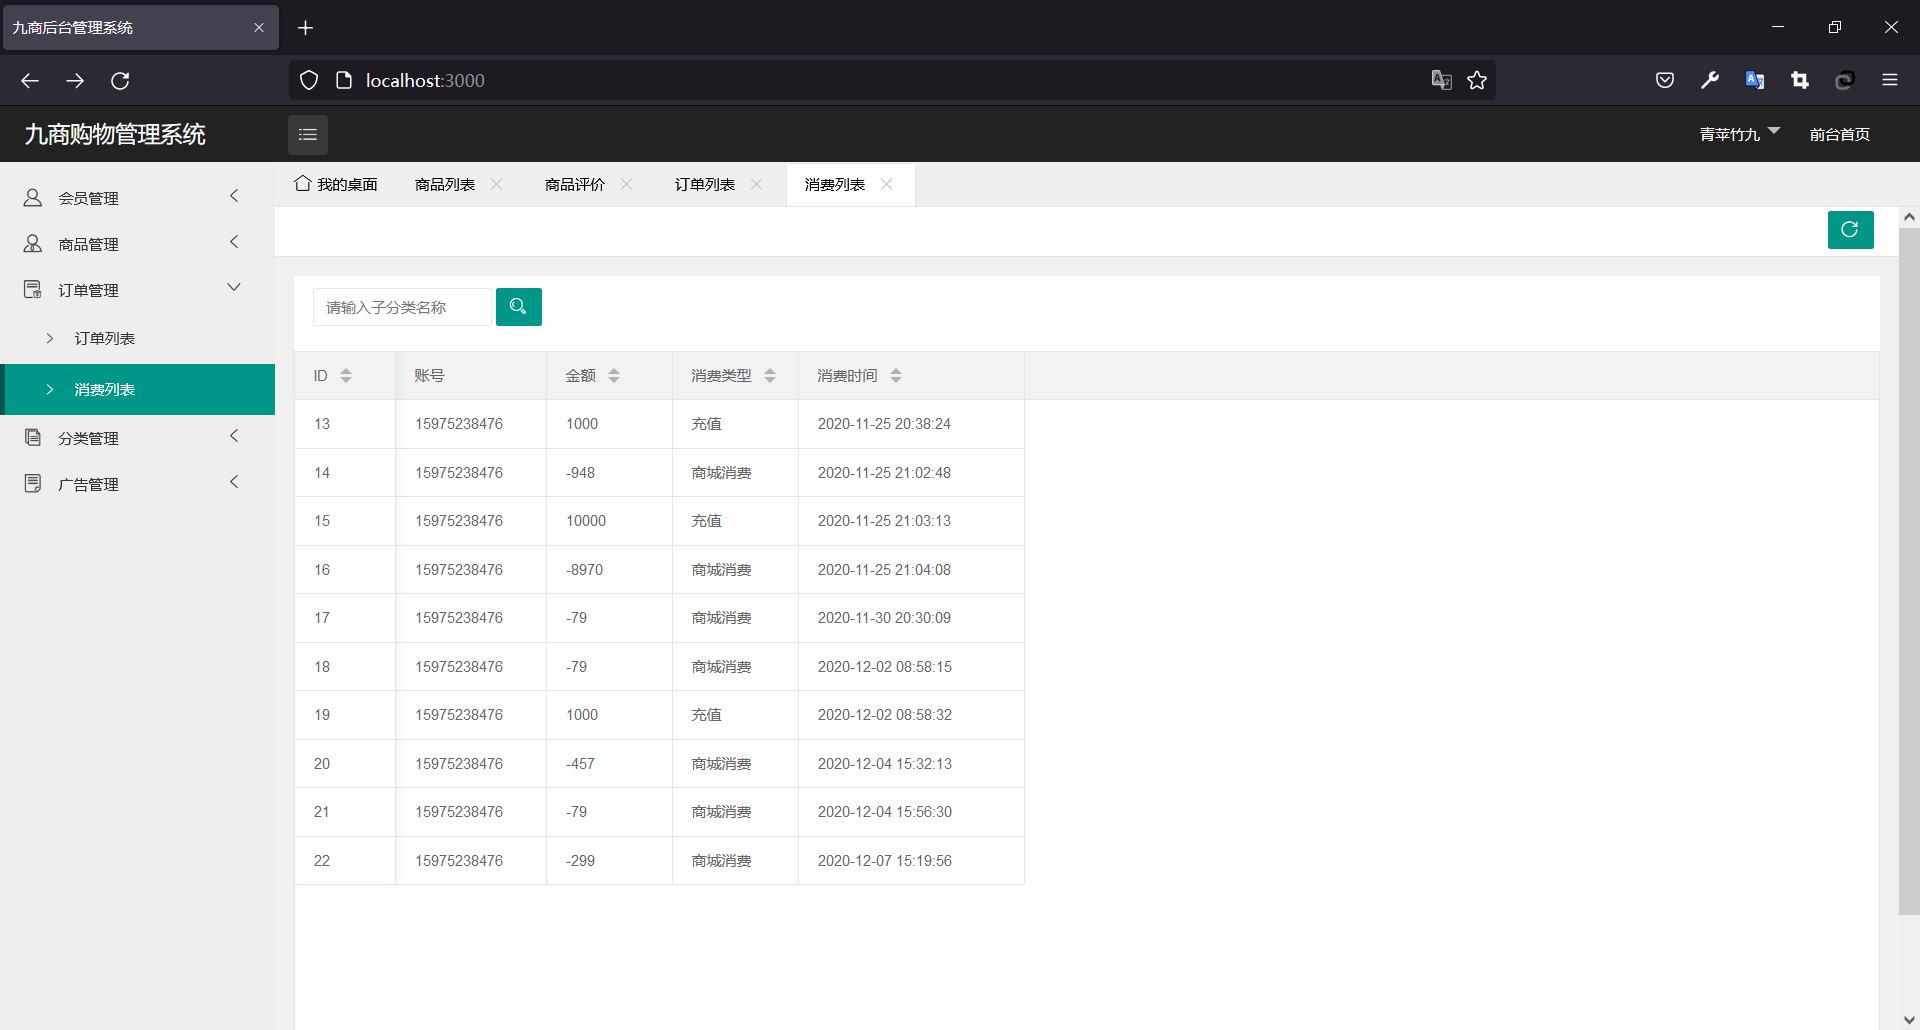 九商后台管理系统
localhost:3000
九商购物管理系统
青苹竹九 前台首页
会员管理
商品管理
订单管理
订单列表
消费列表
分类管理
广告管理
我的桌面 商品列表 商品评价 订单列表 消费列表
请输入子分类名称
ID 账号 金额 消费类型 消费时间
13 15975238476 1000 充值 2020-11-25 20:38:24
14 15975238476 -948 商城消费 2020-11-25 21:02:48
15 15975238476 10000 充值 2020-11-25 21:03:13
16 15975238476 -8970 商城消费 2020-11-25 21:04:08
17 15975238476 -79 商城消费 2020-11-30 20:30:09
18 15975238476 -79 商城消费 2020-12-02 08:58:15
19 15975238476 1000 充值 2020-12-02 08:58:32
20 15975238476 -457 商城消费 2020-12-04 15:32:13
21 15975238476 -79 商城消费 2020-12-04 15:56:30
22 15975238476 -299 商城消费 2020-12-07 15:19:56